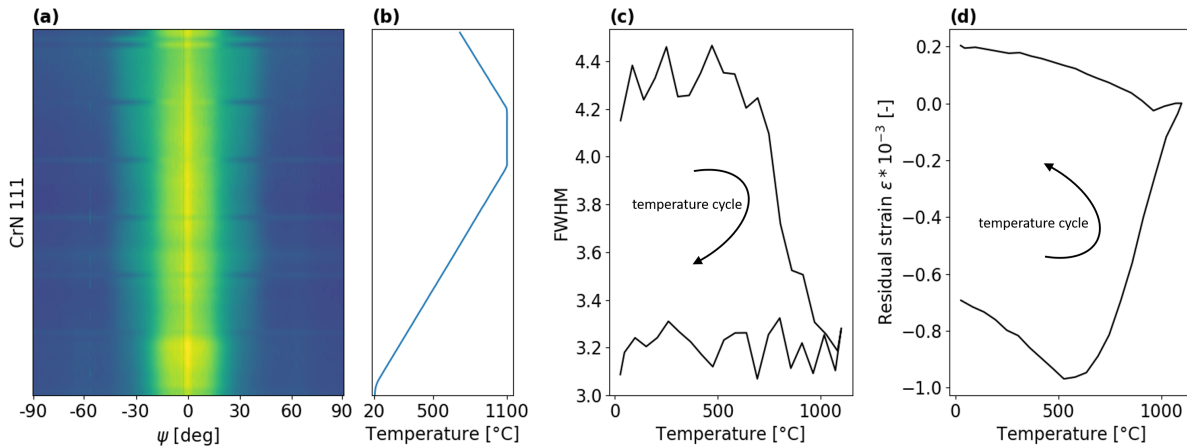 (a)
(b)
(c)
(d)
CrN 111
-90 -60 -30 0 30 60 90
ψ [deg]
20 500 1100
Temperature [°C]
FWHM
4.4
4.2
4.0
3.8
3.6
3.4
3.2
3.0
temperature cycle
0 500 1000
Temperature [°C]
Residual strain ε * 10⁻³ [-]
0.2
0.0
−0.2
−0.4
−0.6
−0.8
−1.0
temperature cycle
0 500 1000
Temperature [°C]